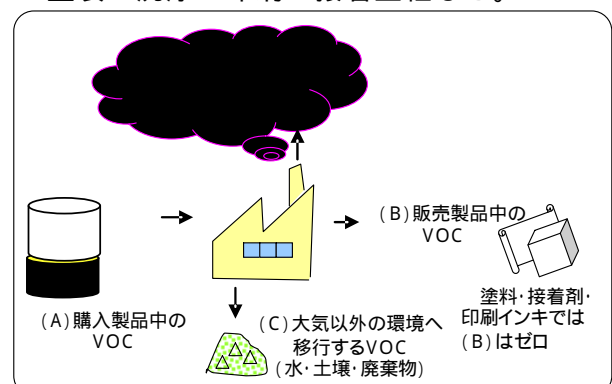 (A)購入製品中の
VOC
(B)販売製品中の
VOC
塗料・接着剤・
印刷インキでは
(B)はゼロ
(C)大気以外の環境へ
移行するVOC
(水・土壌・廃棄物)